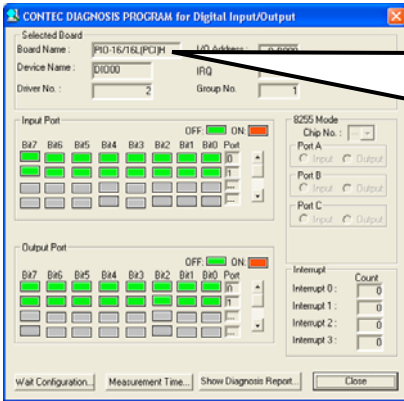 CONTEC DIAGNOSIS PROGRAM for Digital Input/Output
Selected Board
Board Name : PIO-16/16L(PCI)H I/O Address :
Device Name : DIO00 IRQ
Driver No. : 2 Group No. 1
Input Port
OFF: ON:
Bit7 Bit6 Bit5 Bit4 Bit3 Bit2 Bit1 Bit0 Port
0
1
---
---
8255 Mode
Chip No. : ---
Port A
Input Output
Port B
Input Output
Port C
Input Output
Output Port
OFF: ON:
Bit7 Bit6 Bit5 Bit4 Bit3 Bit2 Bit1 Bit0 Port
0
1
---
---
Interrupt
Count
Interrupt 0 : 0
Interrupt 1 : 0
Interrupt 2 : 0
Interrupt 3 : 0
Wait Configuration... Measurement Time... Show Diagnosis Report... Close